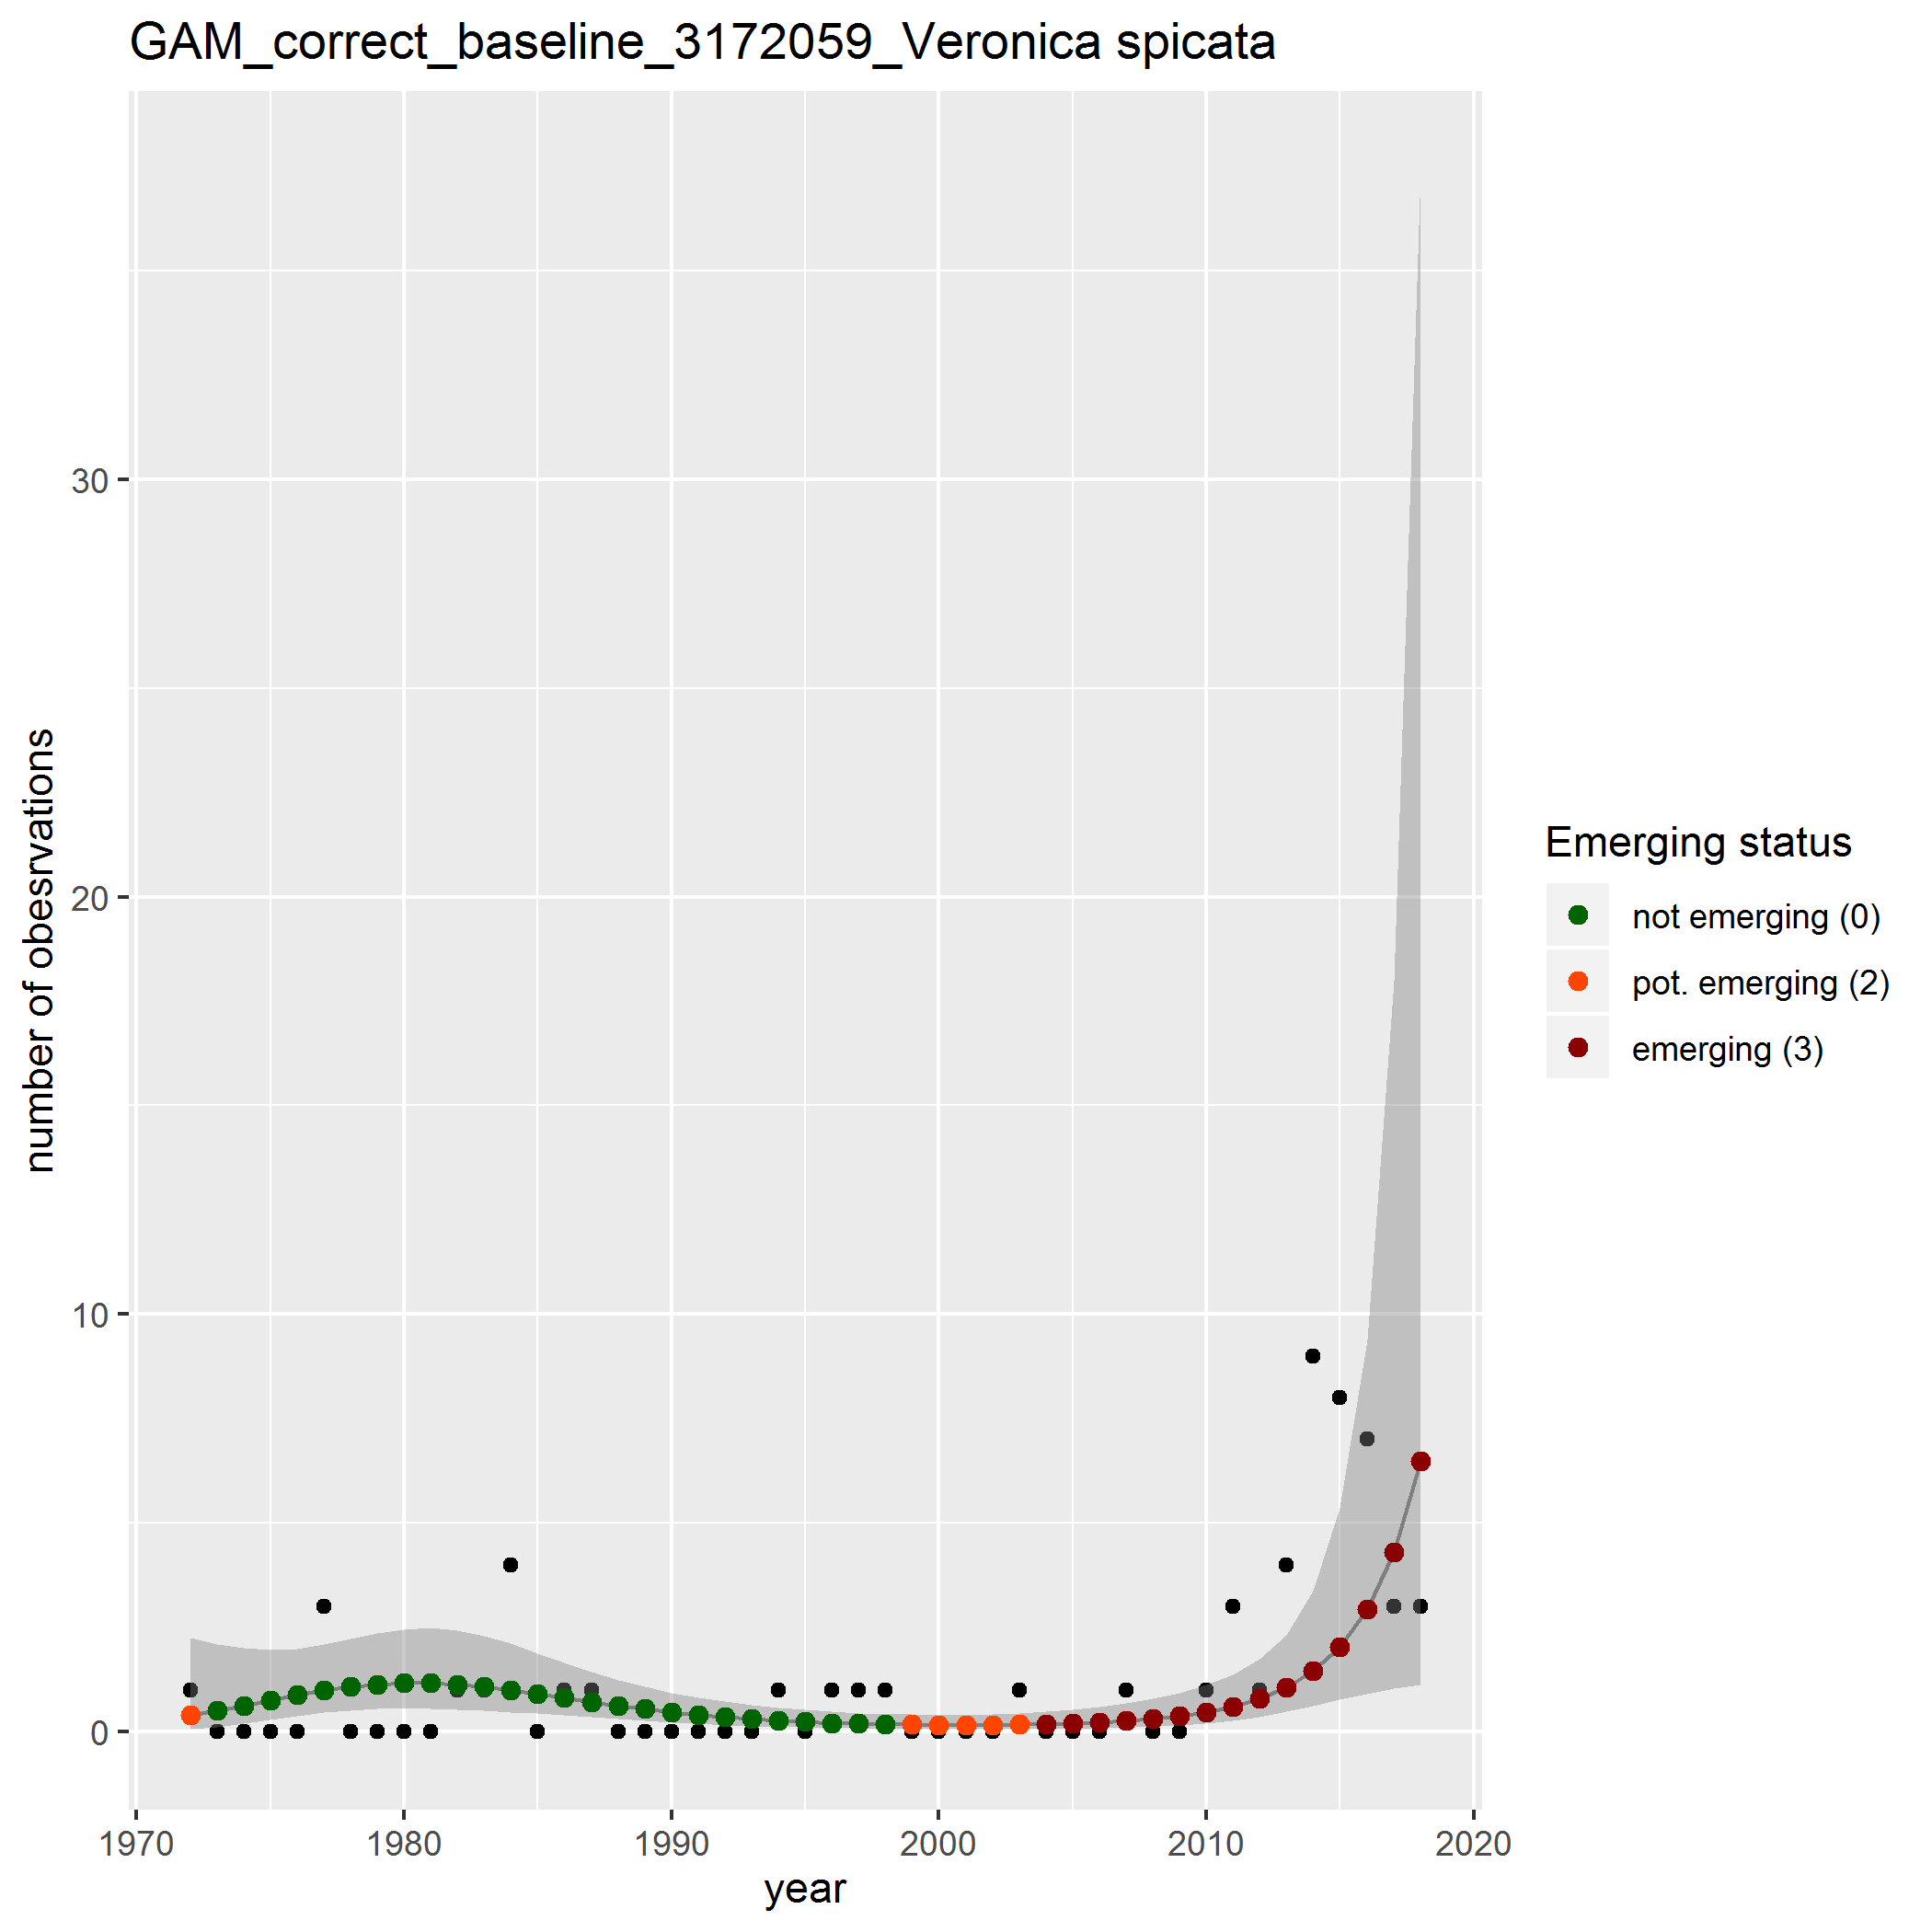 GAM_correct_baseline_3172059_Veronica spicata
number of obesrvations
30
20
10
0
1970
1980
1990
2000
2010
2020
year
Emerging status
not emerging (0)
pot. emerging (2)
emerging (3)